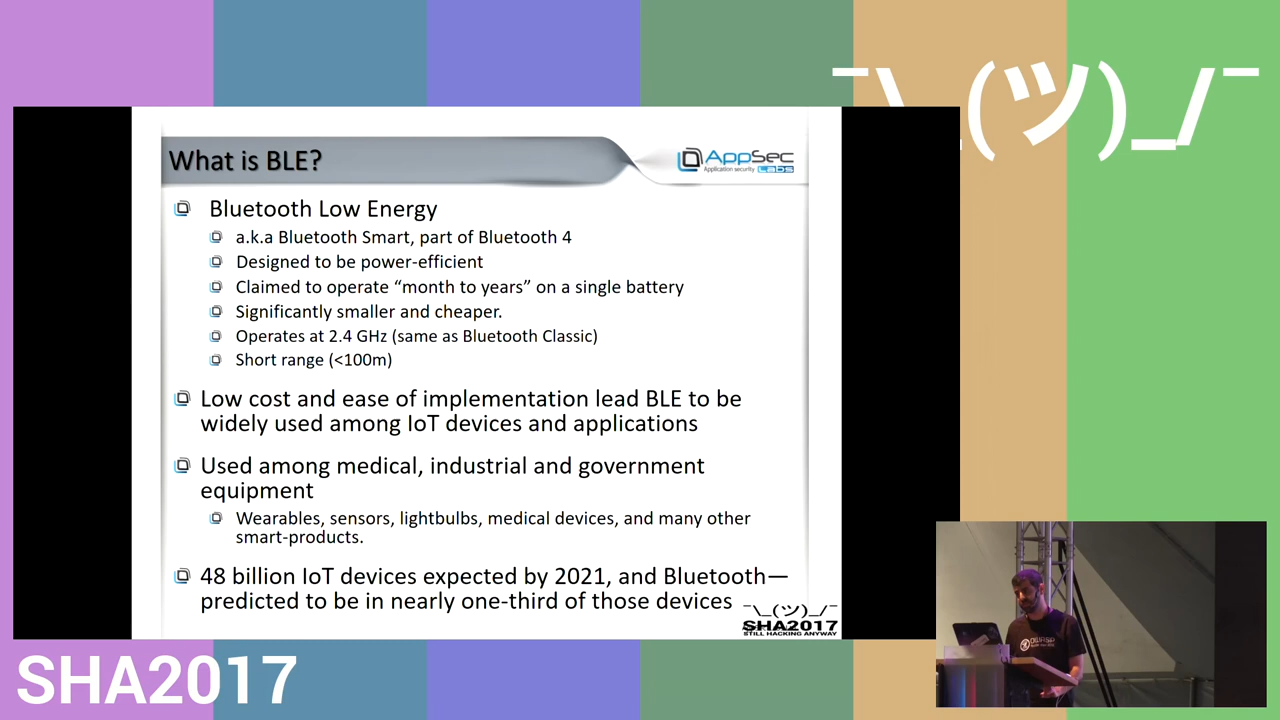 ¯\_(ツ)_/¯
What is BLE?
AppSec
Application security Labs
Bluetooth Low Energy
a.k.a Bluetooth Smart, part of Bluetooth 4
Designed to be power-efficient
Claimed to operate “month to years” on a single battery
Significantly smaller and cheaper.
Operates at 2.4 GHz (same as Bluetooth Classic)
Short range (<100m)
Low cost and ease of implementation lead BLE to be
widely used among IoT devices and applications
Used among medical, industrial and government
equipment
Wearables, sensors, lightbulbs, medical devices, and many other
smart-products.
48 billion IoT devices expected by 2021, and Bluetooth—
predicted to be in nearly one-third of those devices
¯\_(ツ)_/¯
SHA2017
STILL HACKING ANYWAY
OWASP
SHA2017